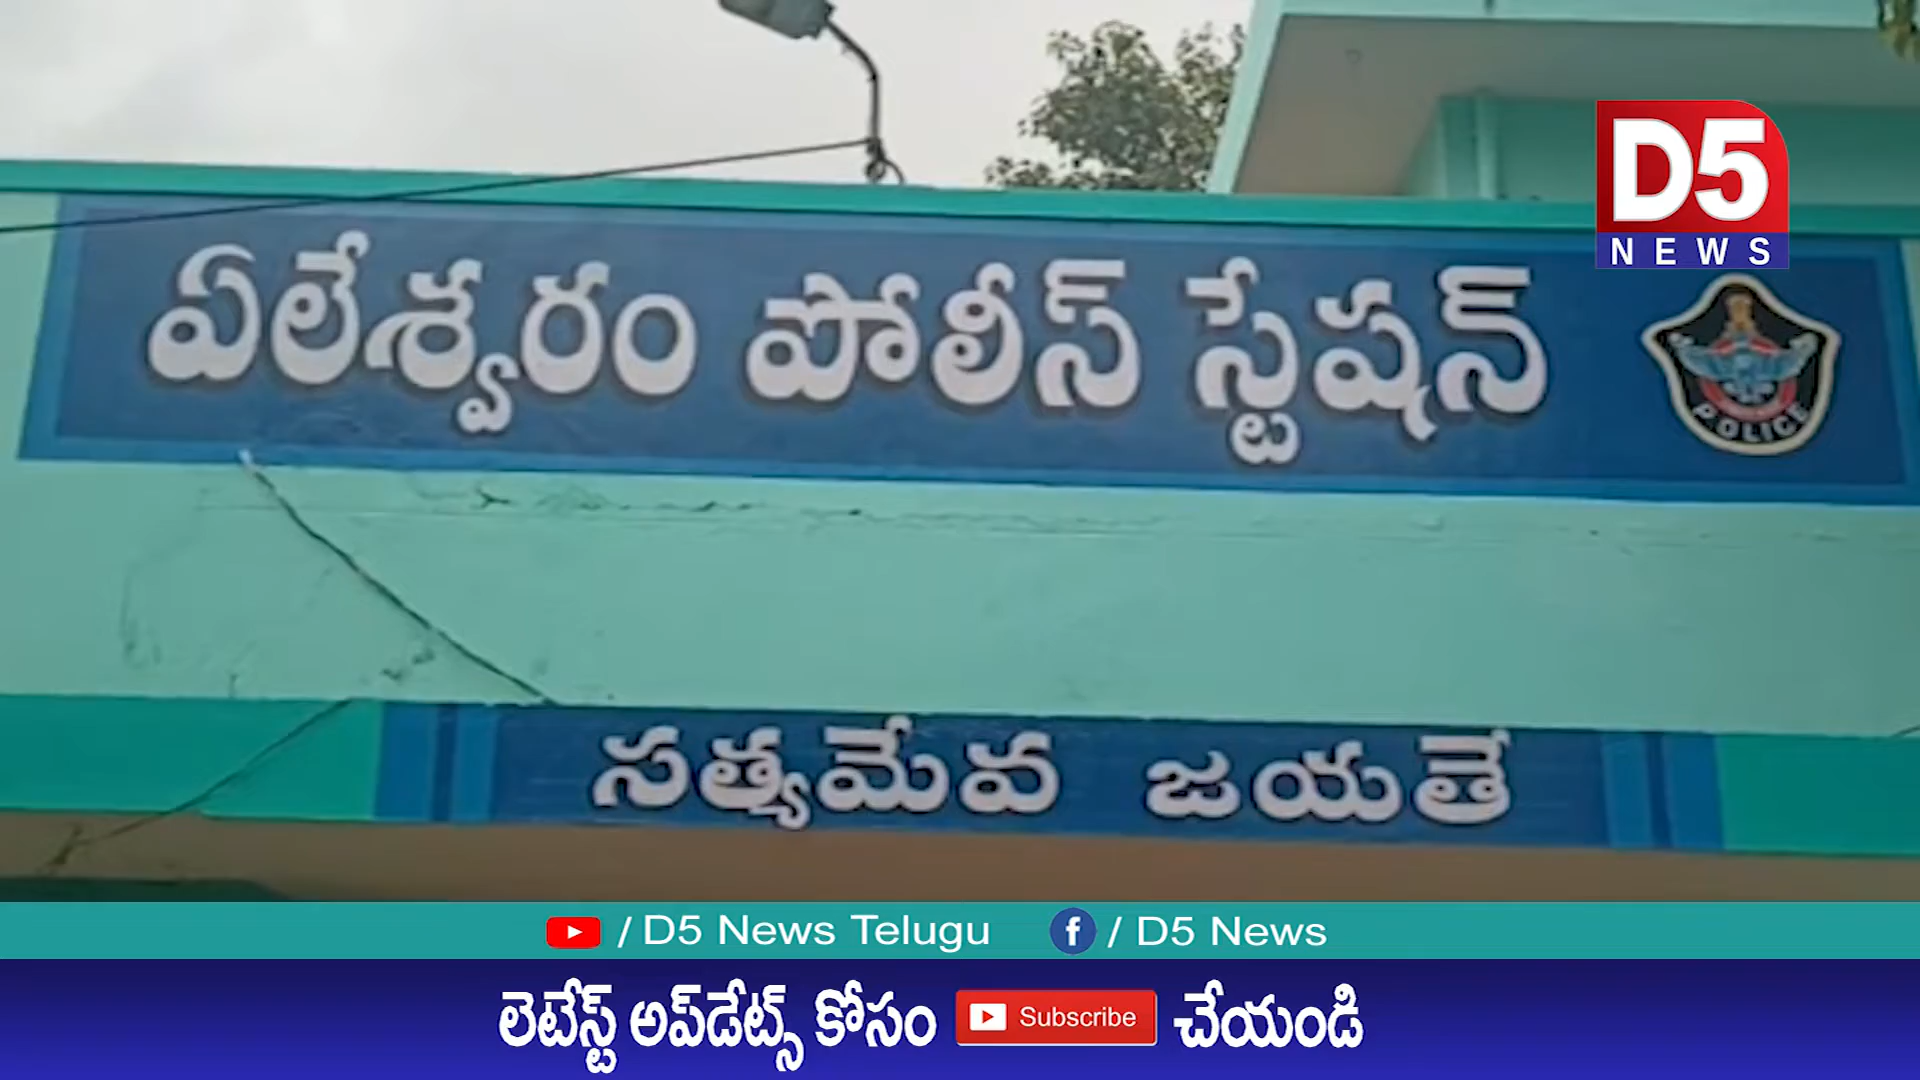 D5
NEWS
ఏలేశ్వరం పోలీస్ స్టేషన్
POLICE
సత్యమేవ జయతే
/ D5 News Telugu / D5 News
లెటేస్ట్ అప్‌డేట్స్ కోసం Subscribe చేయండి